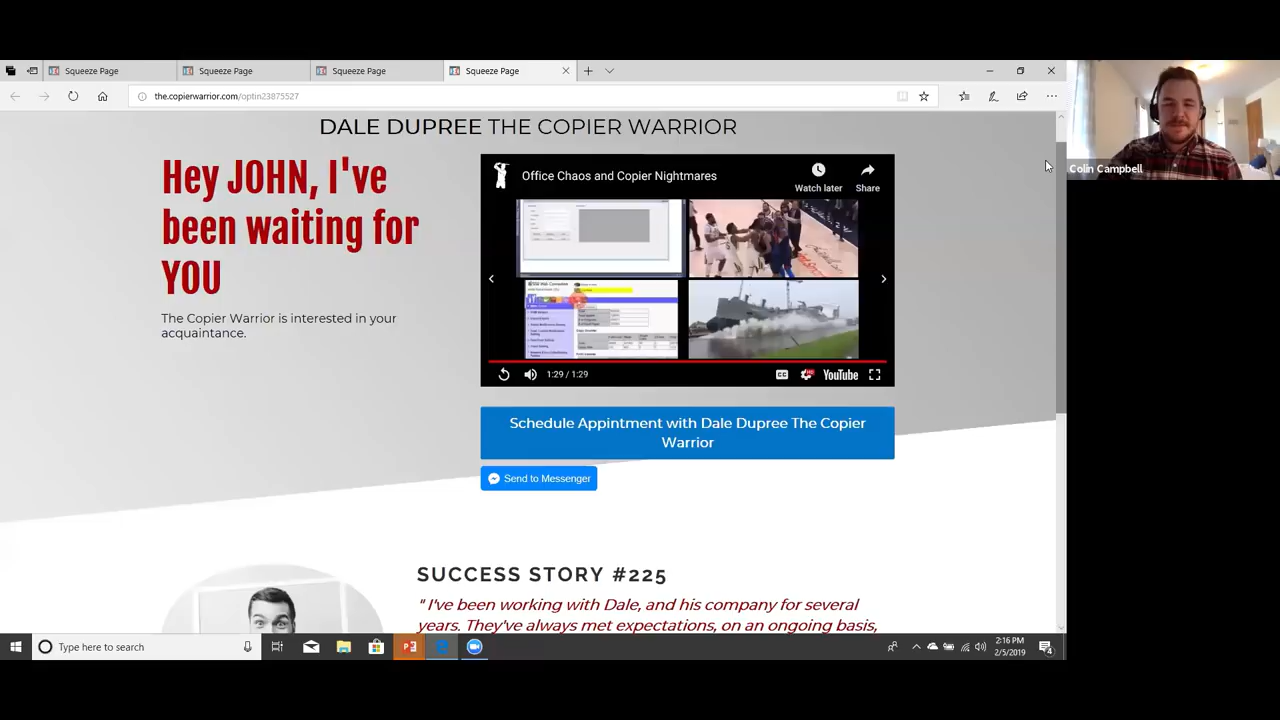 Squeeze Page
Squeeze Page
Squeeze Page
Squeeze Page
the.copierwarrior.com/optin23875527
Colin Campbell
DALE DUPREE THE COPIER WARRIOR
Hey JOHN, I've
been waiting for
YOU
The Copier Warrior is interested in your
acquaintance.
Office Chaos and Copier Nightmares
Watch later
Share
1:29 / 1:29
CC
HD
YouTube
Schedule Appintment with Dale Dupree The Copier
Warrior
Send to Messenger
SUCCESS STORY #225
" I've been working with Dale, and his company for several
years. They've always met expectations, on an ongoing basis,
Type here to search
2:16 PM
2/5/2019
4